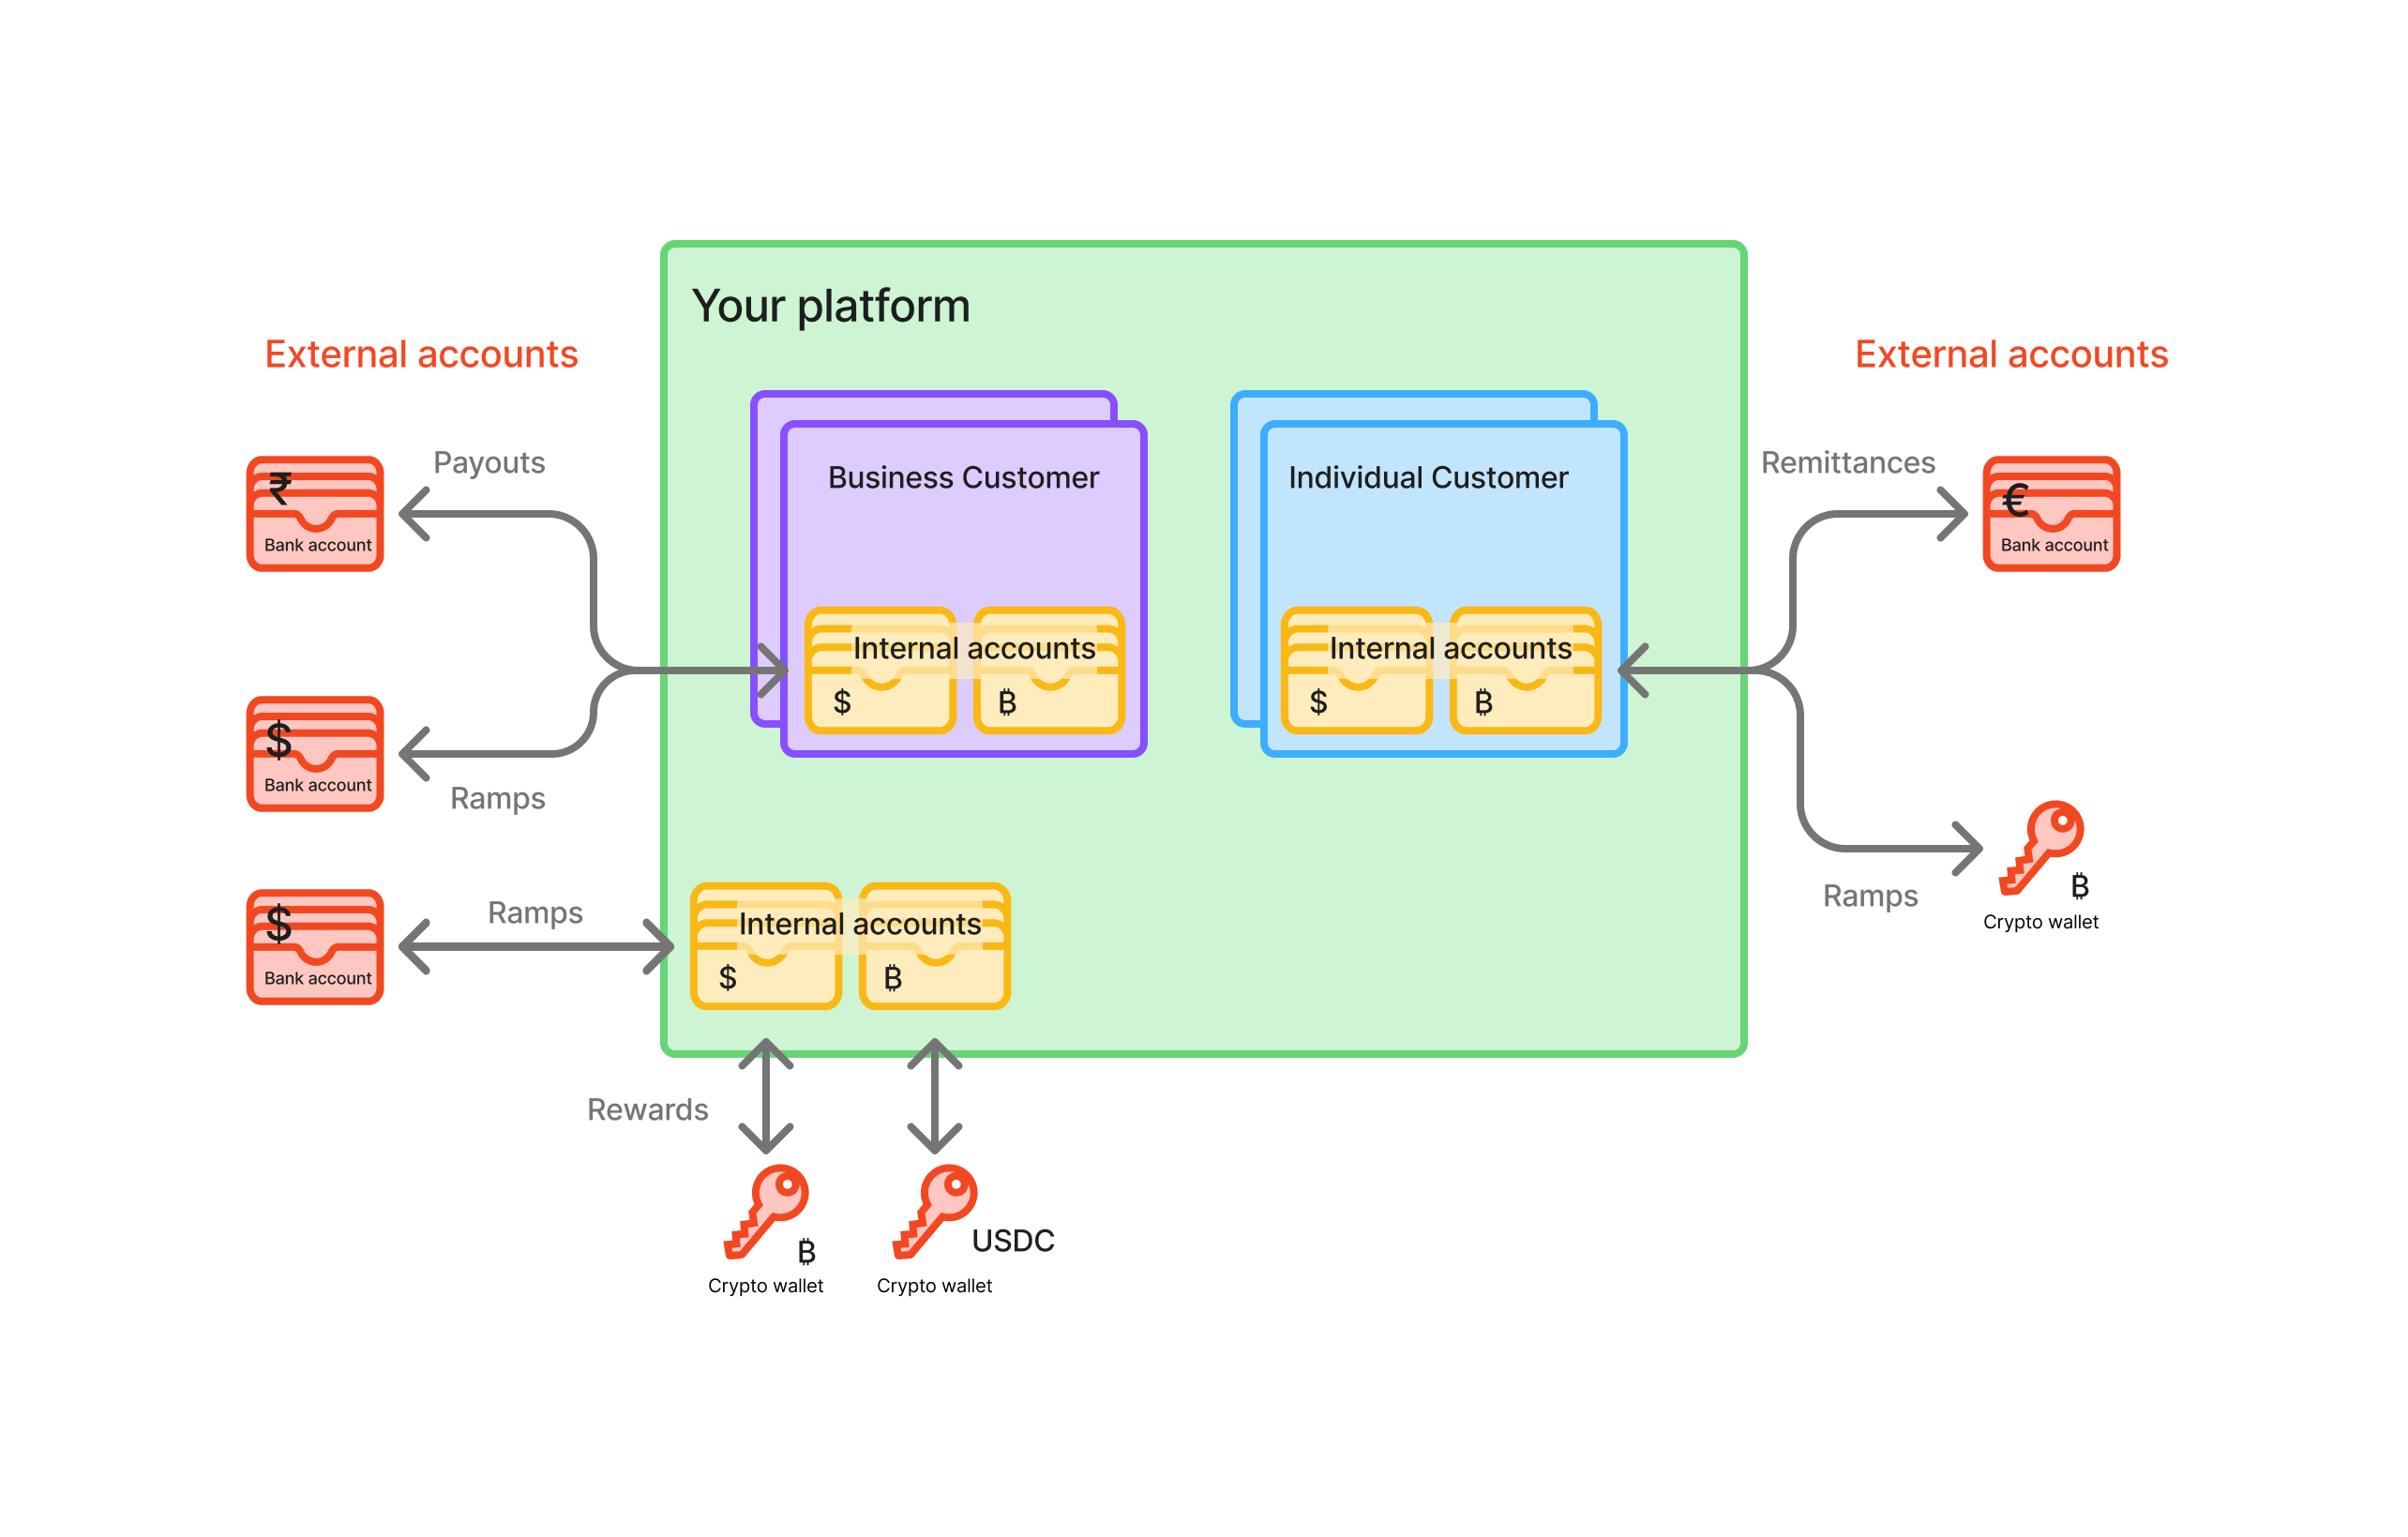 Your platform
External accounts
External accounts
Payouts
Business Customer
Individual Customer
Remittances
₹
Bank account
€
Bank account
Internal accounts
$
₿
Internal accounts
$
₿
$
Bank account
Ramps
Ramps
₿
Crypto wallet
$
Bank account
Ramps
Internal accounts
$
₿
Rewards
₿
Crypto wallet
USDC
Crypto wallet